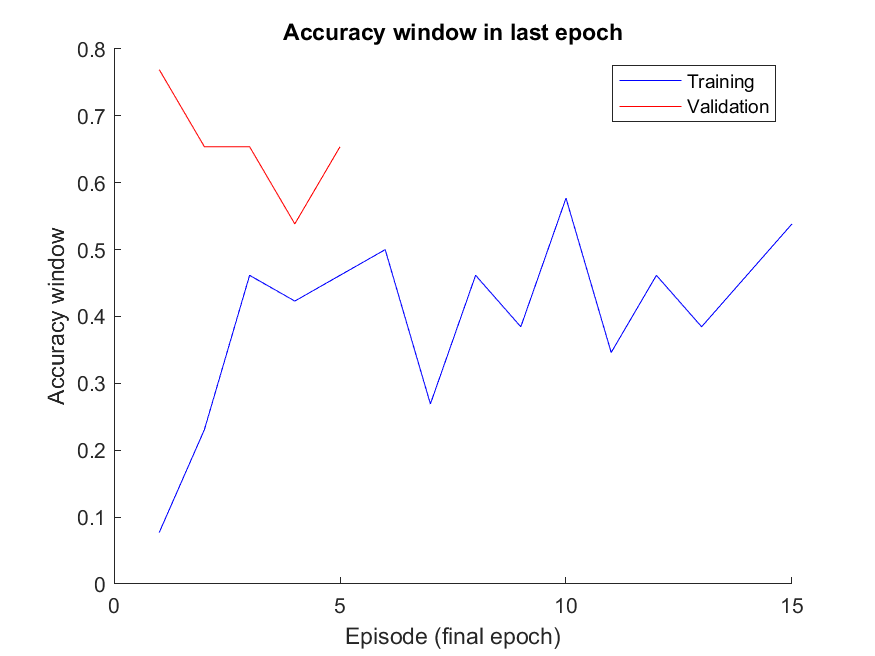 Accuracy window in last epoch
0.8
0.7
0.6
0.5
0.4
0.3
0.2
0.1
0
Accuracy window
Training
Validation
0 5 10 15
Episode (final epoch)